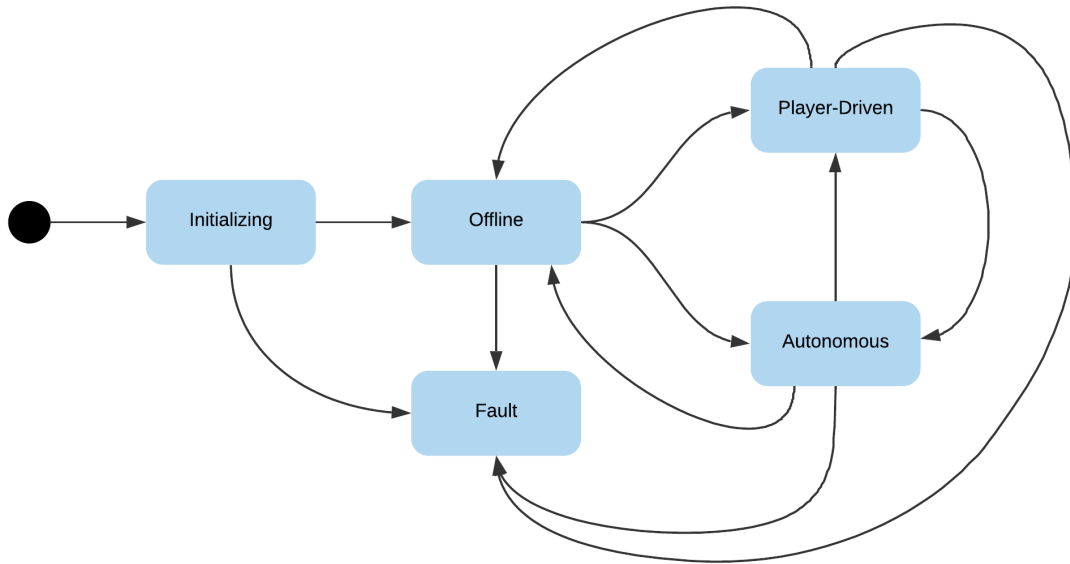 Player-Driven
Initializing
Offline
Autonomous
Fault